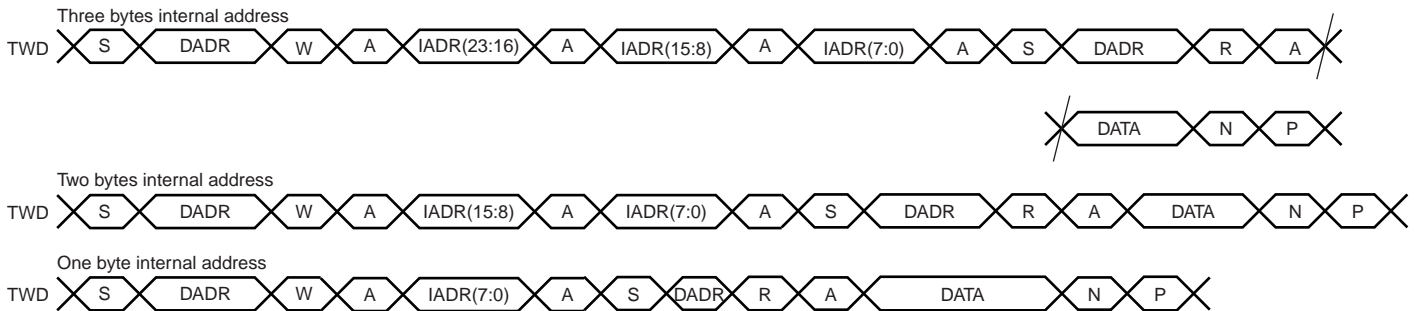 Three bytes internal address
TWD S DADR W A IADR(23:16) A IADR(15:8) A IADR(7:0) A S DADR R A
DATA N P
Two bytes internal address
TWD S DADR W A IADR(15:8) A IADR(7:0) A S DADR R A DATA N P
One byte internal address
TWD S DADR W A IADR(7:0) A S DADR R A DATA N P